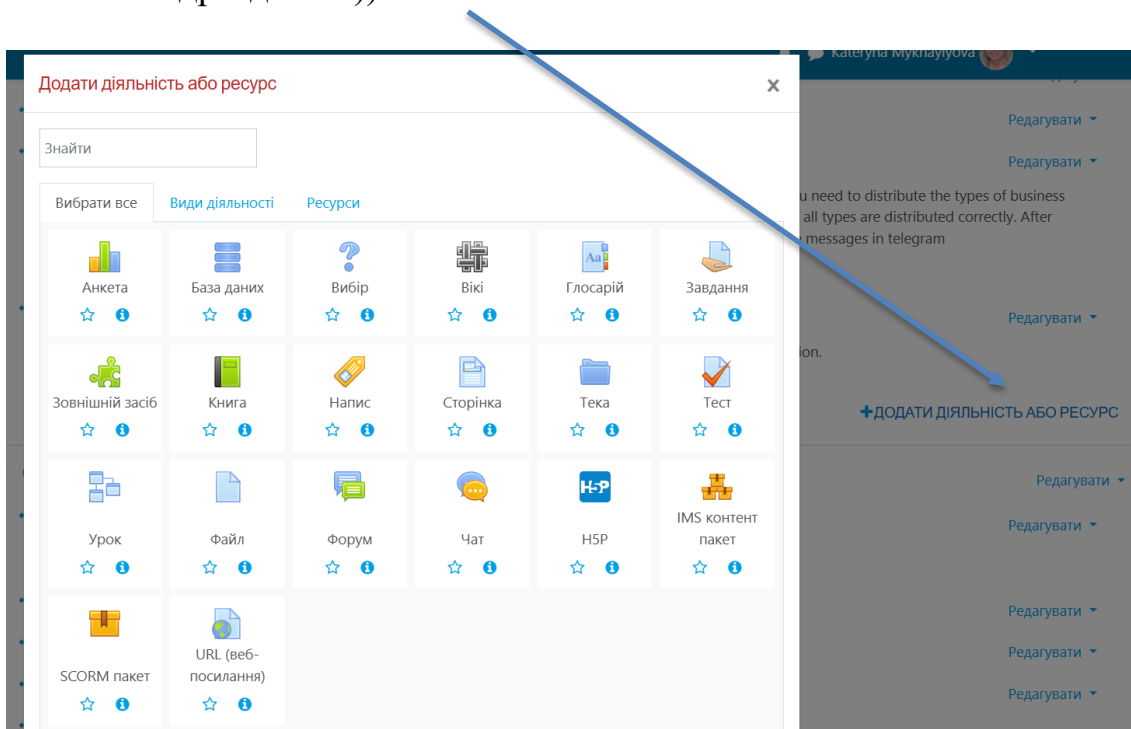 Kateryna Mykhaylyova
Додати діяльність або ресурс
×
Редагувати
Знайти
Редагувати
Вибрати все Види діяльності Ресурси
u need to distribute the types of business
all types are distributed correctly. After
messages in telegram
Анкета База даних Вибір Вікі Глосарій Завдання
Редагувати
ion.
Зовнішній засіб Книга Напис Сторінка Тека Тест
+ДОДАТИ ДІЯЛЬНІСТЬ АБО РЕСУРС
Редагувати
H5P
Редагувати
Урок Файл Форум Чат H5P IMS контент
пакет
Редагувати
SCORM пакет URL (веб-
посилання)
Редагувати
Редагувати